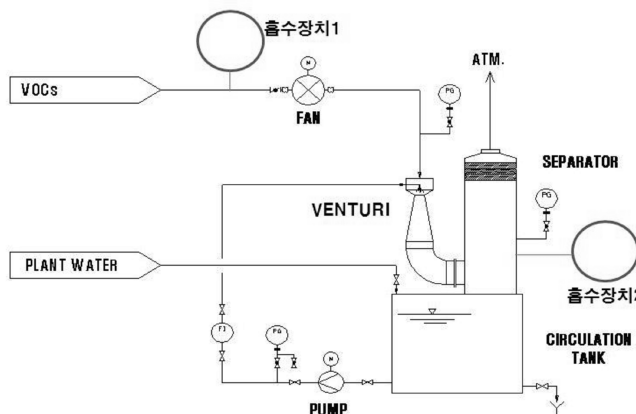 흡수장치1
ATM.
VOCs
M
PG
FAN
SEPARATOR
PG
VENTURI
PLANT WATER
흡수장치2
FI
PG
M
CIRCULATION
TANK
PUMP